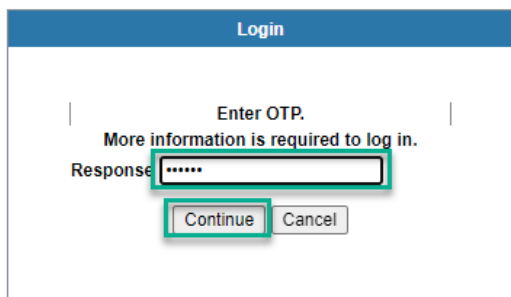 Login
Enter OTP.
More information is required to log in.
Response ••••••
Continue Cancel